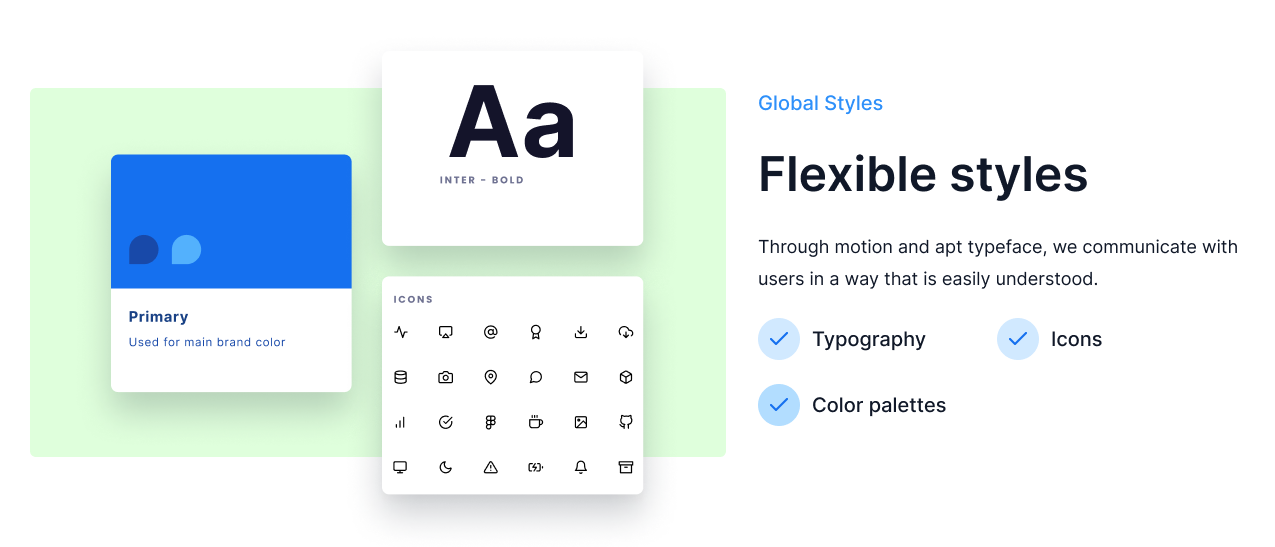 Aa
INTER – BOLD
Primary
Used for main brand color
ICONS
Global Styles
Flexible styles
Through motion and apt typeface, we communicate with
users in a way that is easily understood.
Typography
Icons
Color palettes